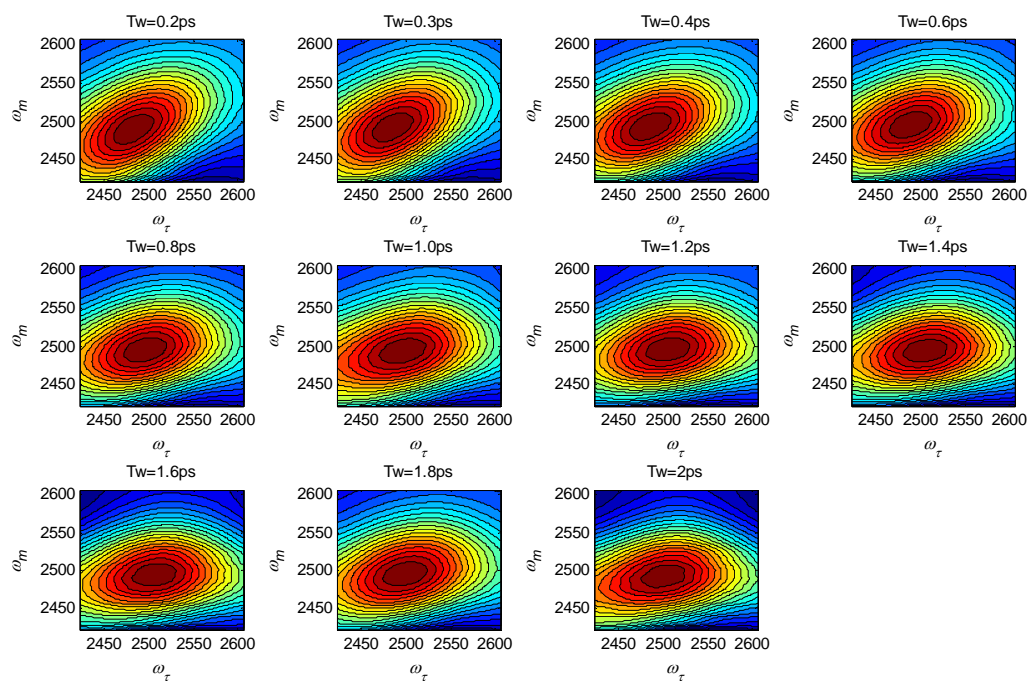 Tw=0.2ps Tw=0.3ps Tw=0.4ps Tw=0.6ps
2600 2600 2600 2600
2550 2550 2550 2550
ω_m ω_m ω_m ω_m
2500 2500 2500 2500
2450 2450 2450 2450
2450 2500 2550 2600 2450 2500 2550 2600 2450 2500 2550 2600 2450 2500 2550 2600
ω_τ ω_τ ω_τ ω_τ
Tw=0.8ps Tw=1.0ps Tw=1.2ps Tw=1.4ps
2600 2600 2600 2600
2550 2550 2550 2550
ω_m ω_m ω_m ω_m
2500 2500 2500 2500
2450 2450 2450 2450
2450 2500 2550 2600 2450 2500 2550 2600 2450 2500 2550 2600 2450 2500 2550 2600
ω_τ ω_τ ω_τ ω_τ
Tw=1.6ps Tw=1.8ps Tw=2ps
2600 2600 2600
2550 2550 2550
ω_m ω_m ω_m
2500 2500 2500
2450 2450 2450
2450 2500 2550 2600 2450 2500 2550 2600 2450 2500 2550 2600
ω_τ ω_τ ω_τ